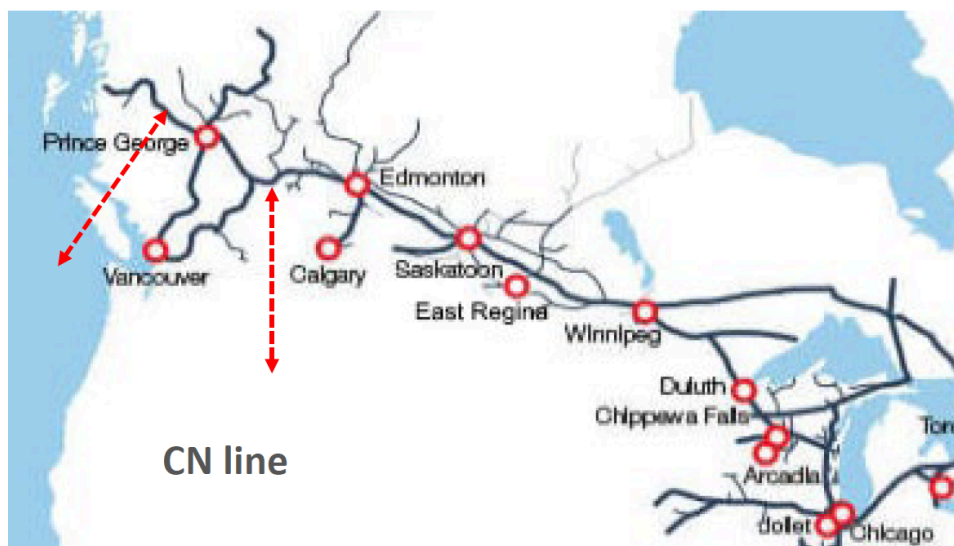 Prince George
Edmonton
Vancouver
Calgary
Saskatoon
East Regina
Winnipeg
Duluth
Chippewa Falls
CN line
Arcadia
Joliet
Chicago